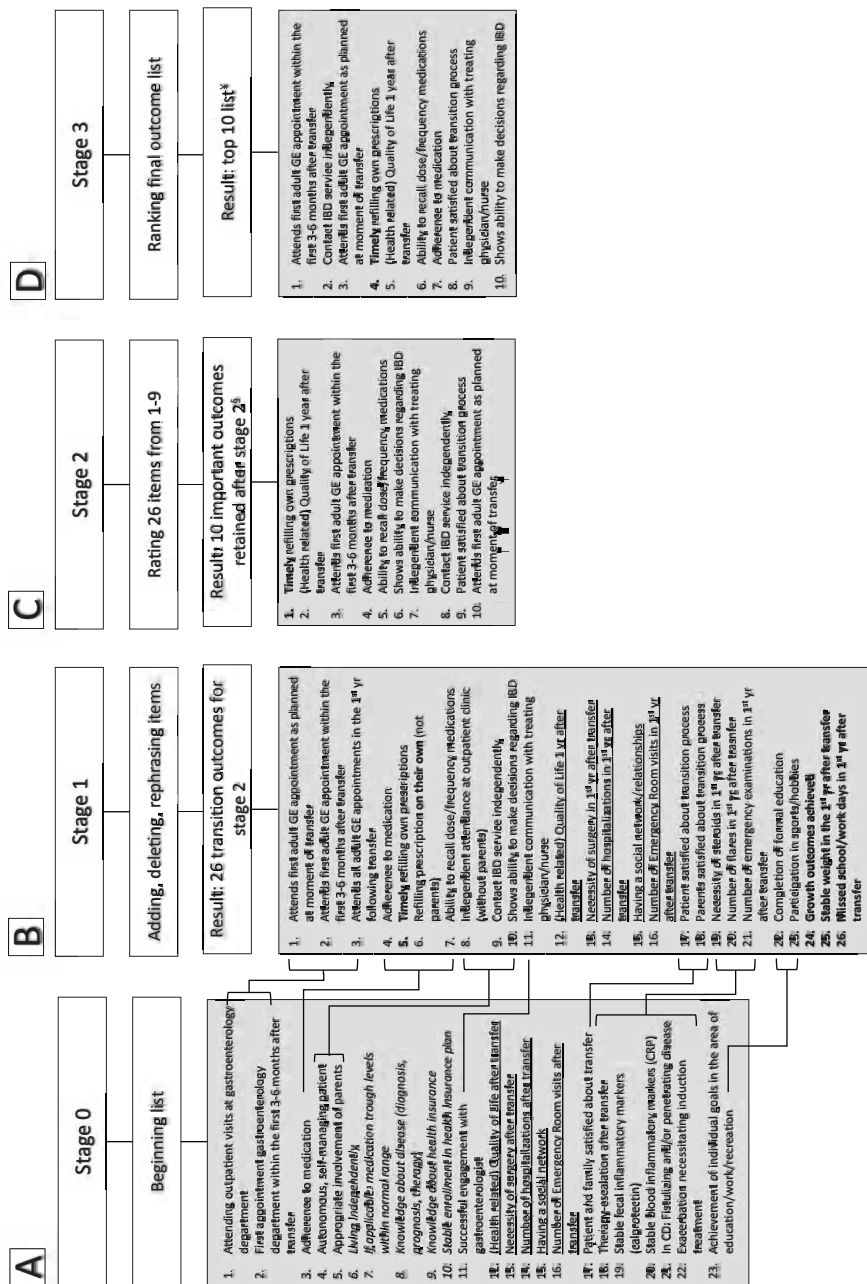 A
Stage 0
Beginning list
1. Attending outpatient visits at gastroenterology
department
2. First appointment gastroenterology
department within the first 3-6 months after
transfer
3. Adherence to medication
4. Autonomous, self-managing patient
5. Appropriate involvement of parents
6. Living independently
7. If applicables medication trough levels
within normal range
8. Knowledge about disease (diagnosis,
prognosis, therapy)
9. Knowledge about health insurance
10. Stable enrollment in health insurance plan
11. Successful engagement with
gastroenterologist
12. (Health related) Quality of Life after transfer
13. Necessity of surgery after transfer
14. Number of hospitalizations after transfer
15. Having a social network
16. Number of Emergency Room visits after
transfer
17. Patient and family satisfied about transfer
18. Therapy escalation after transfer
19. Stable fecal inflammatory markers
(calprotectin)
20. Stable blood inflammatory markers (CRP)
21. In CD: Fistulizing and/or penetrating disease
22. Exacerbation necessitating induction
treatment
23. Achievement of individual goals in the area of
education/work/recreation
B
Stage 1
Adding, deleting, rephrasing items
Result: 26 transition outcomes for
stage 2
1. Attends first adult GE appointment as planned
at moment of transfer
2. Attends first adult GE appointment within the
first 3-6 months after transfer
3. Attends all adult GE appointments in the 1st yr
following transfer
4. Adherence to medication
5. Timely refilling own prescriptions
6. Refilling prescription on their own (not
parents)
7. Ability to recall dose/frequency medications
8. Independent attendance at outpatient clinic
(without parents)
9. Contact IBD service independently
10. Shows ability to make decisions regarding IBD
11. Independent communication with treating
physician/nurse
12. (Health related) Quality of Life 1 yr after
transfer
13. Necessity of surgery in 1st yr after transfer
14. Number of hospitalizations in 1st yr after
transfer
15. Having a social network/relationships
16. Number of Emergency Room visits in 1st yr
after transfer
17. Patient satisfied about transition process
18. Parents satisfied about transition process
19. Necessity of steroids in 1st yr after transfer
20. Number of flares in 1st yr after transfer
21. Number of emergency examinations in 1st yr
after transfer
22. Completion of formal education
23. Participation in sports/hobbies
24. Growth outcomes achieved
25. Stable weight in the 1st yr after transfer
26. Missed school/work days in 1st yr after
transfer
C
Stage 2
Rating 26 items from 1-9
Result: 10 important outcomes
retained after stage 2§
1. Timely refilling own prescriptions
2. (Health related) Quality of Life 1 year after
transfer
3. Attends first adult GE appointment within the
first 3-6 months after transfer
4. Adherence to medication
5. Ability to recall dose/frequency medications
6. Shows ability to make decisions regarding IBD
7. Independent communication with treating
physician/nurse
8. Contact IBD service independently
9. Patient satisfied about transition process
10. Attends first adult GE appointment as planned
at moment of transfer
D
Stage 3
Ranking final outcome list
Result: top 10 list¥
1. Attends first adult GE appointment within the
first 3-6 months after transfer
2. Contact IBD service independently
3. Attends first adult GE appointment as planned
at moment of transfer
4. Timely refilling own prescriptions
5. (Health related) Quality of Life 1 year after
transfer
6. Ability to recall dose/frequency medications
7. Adherence to medication
8. Patient satisfied about transition process
9. Independent communication with treating
physician/nurse
10. Shows ability to make decisions regarding IBD